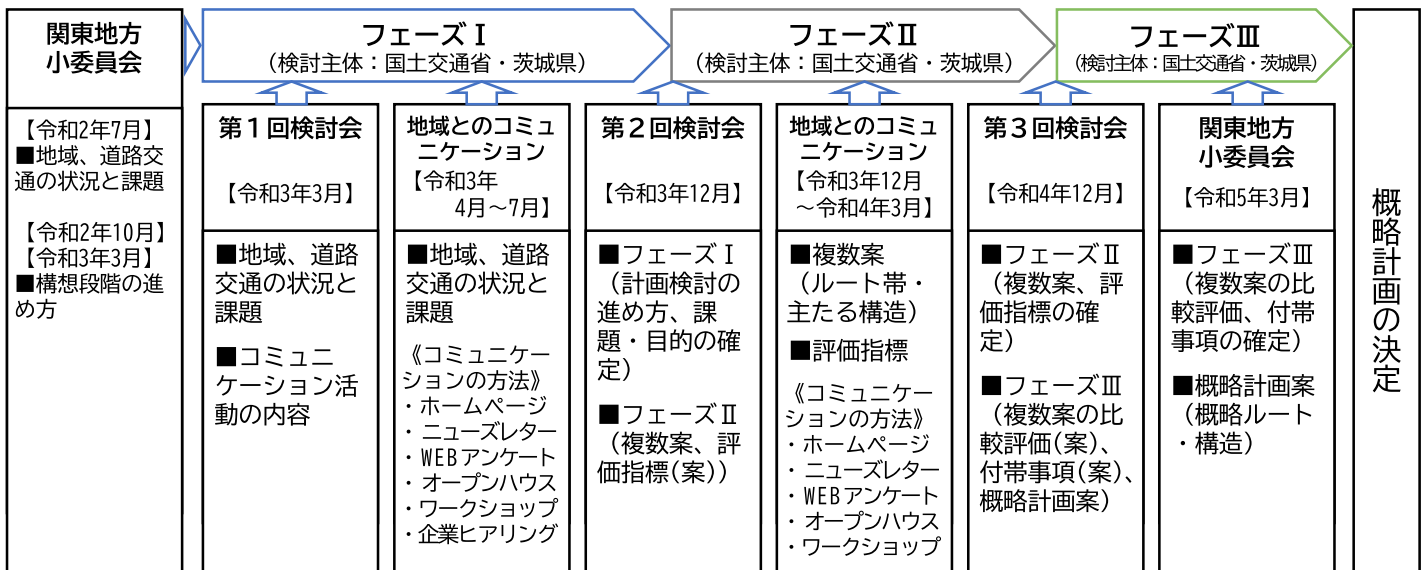 関東地方
小委員会
【令和2年7月】
■地域、道路交
通の状況と課題
【令和2年10月】
【令和3年3月】
■構想段階の進
め方
フェーズⅠ
（検討主体：国土交通省・茨城県）
フェーズⅡ
（検討主体：国土交通省・茨城県）
フェーズⅢ
（検討主体：国土交通省・茨城県）
第１回検討会
【令和3年3月】
■地域、道路
交通の状況と
課題
■コミュニ
ケーション活
動の内容
地域とのコミュ
ニケーション
【令和3年
4月～7月】
■地域、道路
交通の状況と
課題
《コミュニケー
ションの方法》
・ホームページ
・ニューズレター
・WEBアンケート
・オープンハウス
・ワークショップ
・企業ヒアリング
第２回検討会
【令和3年12月】
■フェーズⅠ
（計画検討の
進め方、課
題・目的の確
定）
■フェーズⅡ
（複数案、評
価指標(案)）
地域とのコミュ
ニケーション
【令和3年12月
～令和4年3月】
■複数案
（ルート帯・
主たる構造）
■評価指標
《コミュニケー
ションの方法》
・ホームページ
・ニューズレター
・WEBアンケート
・オープンハウス
・ワークショップ
第３回検討会
【令和4年12月】
■フェーズⅡ
（複数案、評
価指標の確
定）
■フェーズⅢ
（複数案の比
較評価(案)、
付帯事項(案)、
概略計画案）
関東地方
小委員会
【令和5年3月】
■フェーズⅢ
（複数案の比
較評価、付帯
事項の確定）
■概略計画案
（概略ルート
・構造）
概略計画の決定